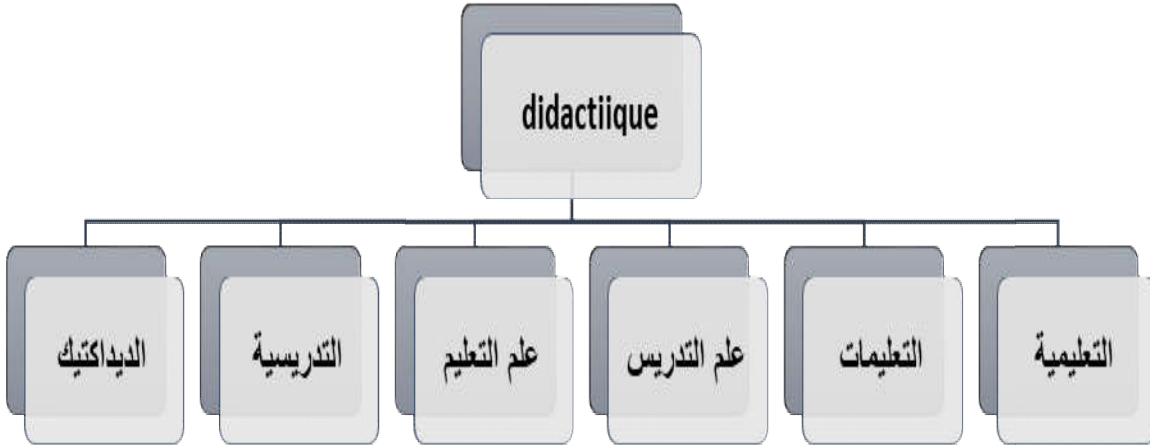 didactiique
التعليمية
التعليمات
علم التدريس
علم التعليم
التدريسية
الديداكتيك